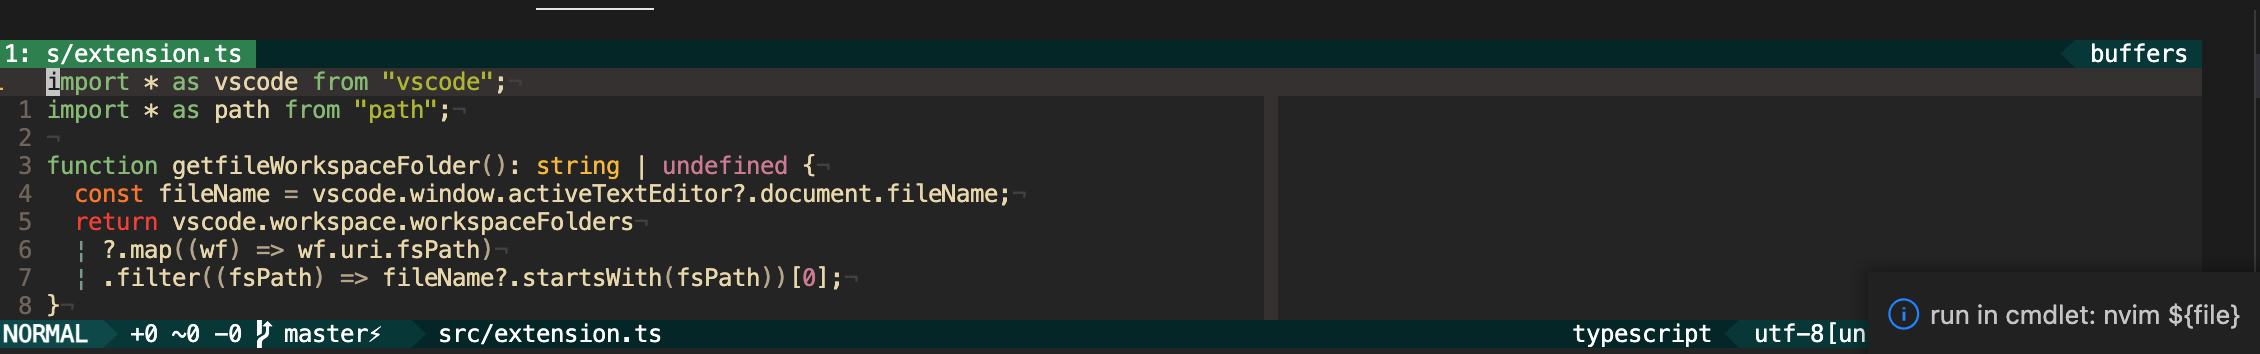 1: s/extension.ts buffers
import * as vscode from "vscode";¬
1 import * as path from "path";¬
2 ¬
3 function getfileWorkspaceFolder(): string | undefined {¬
4 const fileName = vscode.window.activeTextEditor?.document.fileName;¬
5 return vscode.workspace.workspaceFolders¬
6 ¦ ?.map((wf) => wf.uri.fsPath)¬
7 ¦ .filter((fsPath) => fileName?.startsWith(fsPath))[0];¬
8 }¬
NORMAL +0 ~0 -0 master⚡ src/extension.ts typescript utf-8[un
run in cmdlet: nvim ${file}